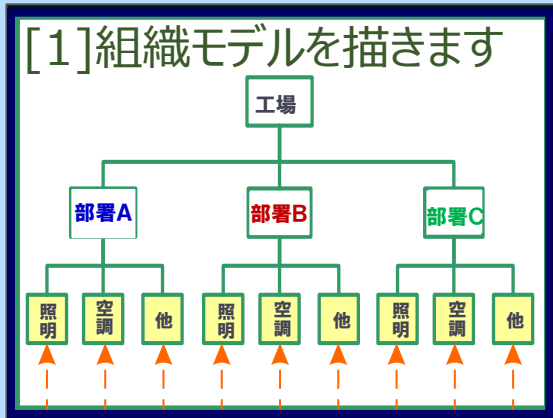 [1]組織モデルを描きます
工場
部署A
部署B
部署C
照明
空調
他
照明
空調
他
照明
空調
他